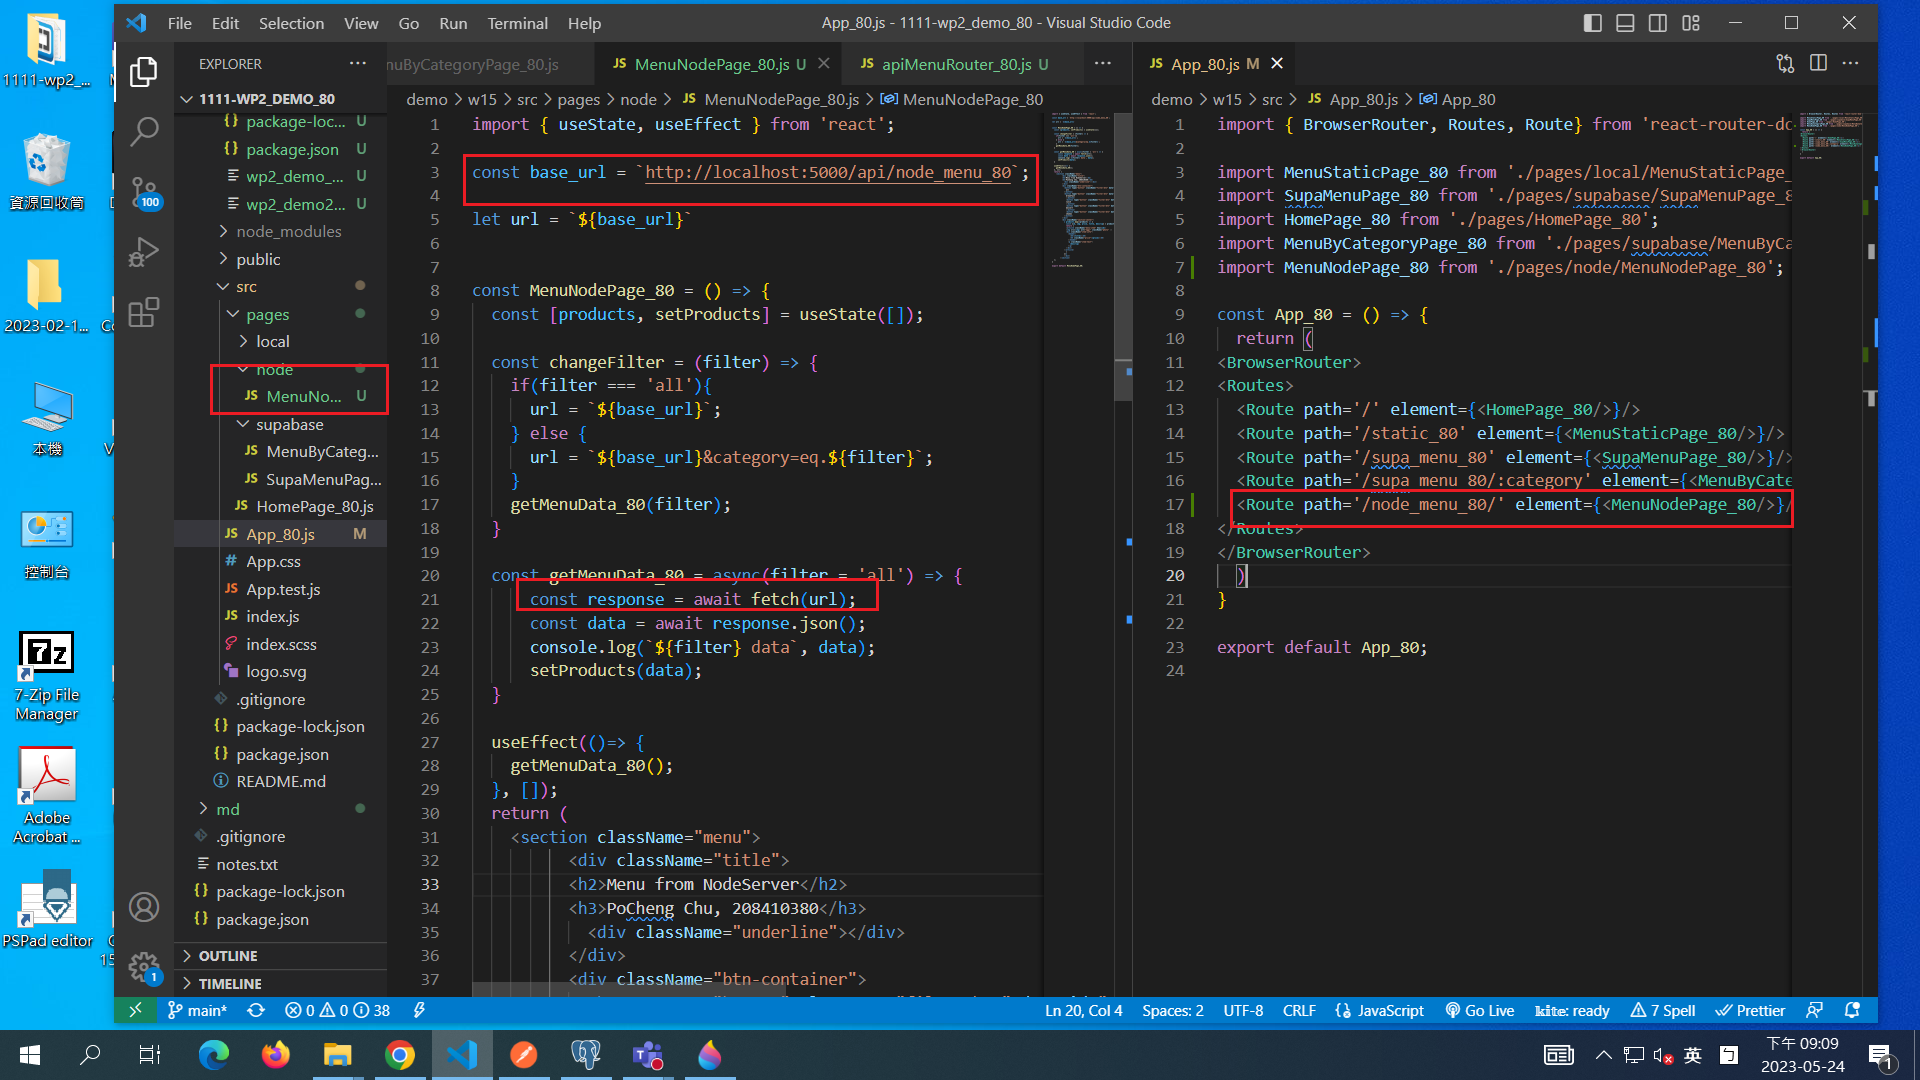 File Edit Selection View Go Run Terminal Help
App_80.js - 1111-wp2_demo_80 - Visual Studio Code
1111-wp2_...
資源回收筒
2023-02-1...
本機
控制台
7-Zip File
Manager
Adobe
Acrobat ...
PSPad editor
EXPLORER
1111-WP2_DEMO_80
package-loc... U
package.json U
wp2_demo_... U
wp2_demo2... U
node_modules
public
src
pages
local
node
JS MenuNo... U
supabase
JS MenuByCateg...
JS SupaMenuPag...
JS HomePage_80.js
JS App_80.js M
# App.css
JS App.test.js
JS index.js
index.scss
logo.svg
.gitignore
{} package-lock.json
{} package.json
README.md
md
.gitignore
notes.txt
{} package-lock.json
{} package.json
OUTLINE
TIMELINE
nuByCategoryPage_80.js
JS MenuNodePage_80.js U
JS apiMenuRouter_80.js U
demo > w15 > src > pages > node > JS MenuNodePage_80.js > MenuNodePage_80
1 import { useState, useEffect } from 'react';
2
3 const base_url = `http://localhost:5000/api/node_menu_80`;
4
5 let url = `${base_url}`
6
7
8 const MenuNodePage_80 = () => {
9 const [products, setProducts] = useState([]);
10
11 const changeFilter = (filter) => {
12 if(filter === 'all'){
13 url = `${base_url}`;
14 } else {
15 url = `${base_url}&category=eq.${filter}`;
16 }
17 getMenuData_80(filter);
18 }
19
20 const getMenuData_80 = async(filter = 'all') => {
21 const response = await fetch(url);
22 const data = await response.json();
23 console.log(`${filter} data`, data);
24 setProducts(data);
25 }
26
27 useEffect(()=> {
28 getMenuData_80();
29 }, []);
30 return (
31 <section className="menu">
32 <div className="title">
33 <h2>Menu from NodeServer</h2>
34 <h3>PoCheng Chu, 208410380</h3>
35 <div className="underline"></div>
36 </div>
37 <div className="btn-container">
JS App_80.js M
demo > w15 > src > JS App_80.js > App_80
1 import { BrowserRouter, Routes, Route} from 'react-router-do
2
3 import MenuStaticPage_80 from './pages/local/MenuStaticPage_
4 import SupaMenuPage_80 from './pages/supabase/SupaMenuPage_8
5 import HomePage_80 from './pages/HomePage_80';
6 import MenuByCategoryPage_80 from './pages/supabase/MenuByCa
7 import MenuNodePage_80 from './pages/node/MenuNodePage_80';
8
9 const App_80 = () => {
10 return (
11 <BrowserRouter>
12 <Routes>
13 <Route path='/' element={<HomePage_80/>}/>
14 <Route path='/static_80' element={<MenuStaticPage_80/>}/>
15 <Route path='/supa_menu_80' element={<SupaMenuPage_80/>}/>
16 <Route path='/supa_menu_80/:category' element={<MenuByCate
17 <Route path='/node_menu_80/' element={<MenuNodePage_80/>}/
18 </Routes>
19 </BrowserRouter>
20 )
21 }
22
23 export default App_80;
24
100
1
main* 0 0 38
Ln 20, Col 4 Spaces: 2 UTF-8 CRLF {} JavaScript Go Live kite: ready 7 Spell Prettier
英
下午 09:09
2023-05-24
1